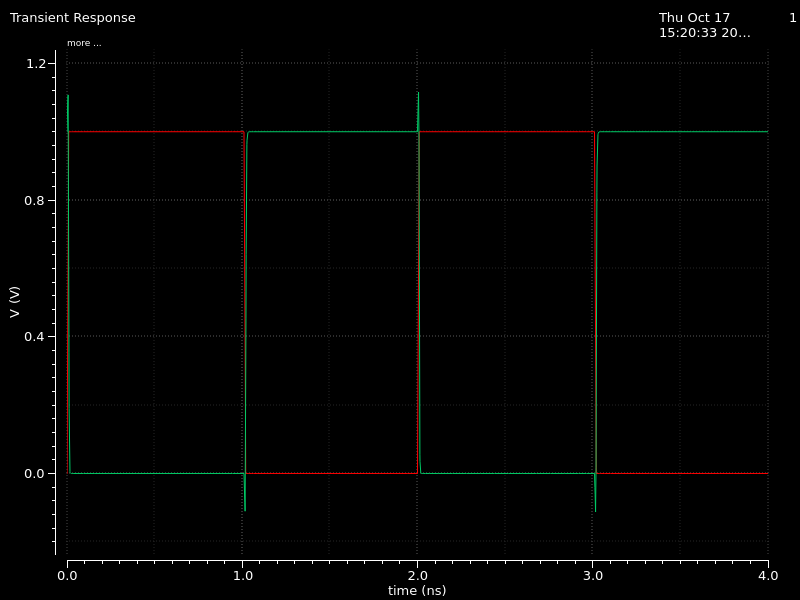 Transient Response
Thu Oct 17
15:20:33 20...
1
more ...
1.2
0.8
0.4
0.0
V (V)
0.0 1.0 2.0 3.0 4.0
time (ns)